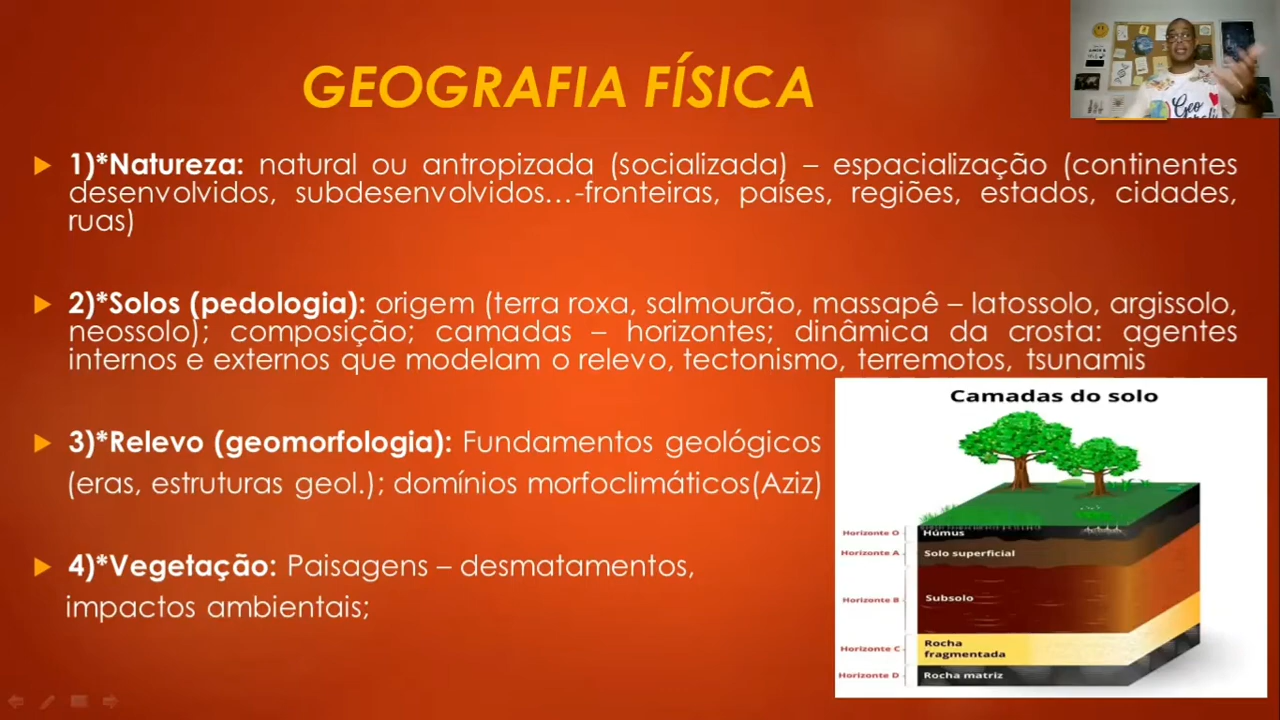 GEOGRAFIA FÍSICA
1)*Natureza: natural ou antropizada (socializada) – espacialização (continentes
desenvolvidos, subdesenvolvidos...-fronteiras, países, regiões, estados, cidades,
ruas)
2)*Solos (pedologia): origem (terra roxa, salmourão, massapê – latossolo, argissolo,
neossolo); composição; camadas – horizontes; dinâmica da crosta: agentes
internos e externos que modelam o relevo, tectonismo, terremotos, tsunamis
3)*Relevo (geomorfologia): Fundamentos geológicos
(eras, estruturas geol.); domínios morfoclimáticos(Aziz)
4)*Vegetação: Paisagens – desmatamentos,
impactos ambientais;
Camadas do solo
Horizonte O
Húmus
Horizonte A
Solo superficial
Horizonte B
Subsolo
Horizonte C
Rocha
fragmentada
Horizonte D
Rocha matriz
Geo